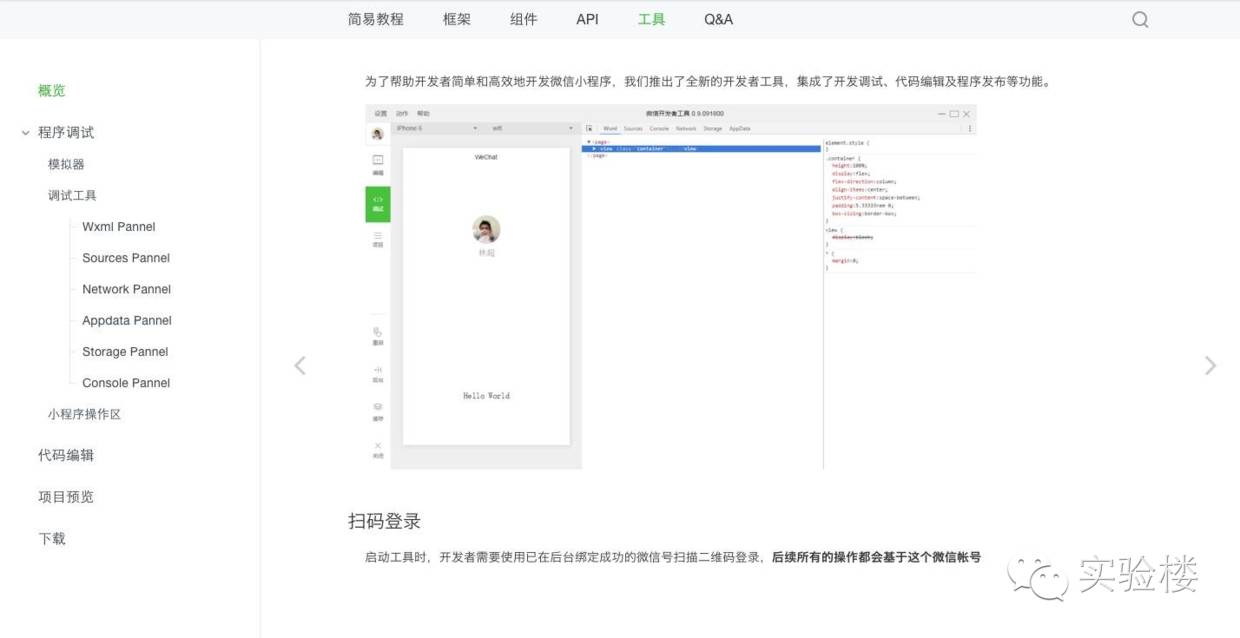 简易教程 框架 组件 API 工具 Q&A
概览
程序调试
模拟器
调试工具
Wxml Pannel
Sources Pannel
Network Pannel
Appdata Pannel
Storage Pannel
Console Pannel
小程序操作区
代码编辑
项目预览
下载
为了帮助开发者简单和高效地开发微信小程序，我们推出了全新的开发者工具，集成了开发调试、代码编辑及程序发布等功能。
设置 动作 帮助 微信开发者工具 0.9.091800
iPhone 6 wifi Wxml Sources Console Network Storage AppData
编辑
调试
项目
关闭
WeChat
林超
Hello World
<page>
<view class="container" view
</page>
element.style {
}
.container {
height:100%;
display:flex;
flex-direction:column;
align-items:center;
justify-content:space-between;
box-sizing:border-box;
}
view {
display:block;
}
* {
margin:0;
}
扫码登录
启动工具时，开发者需要使用已在后台绑定成功的微信号扫描二维码登录，后续所有的操作都会基于这个微信帐号
实验楼